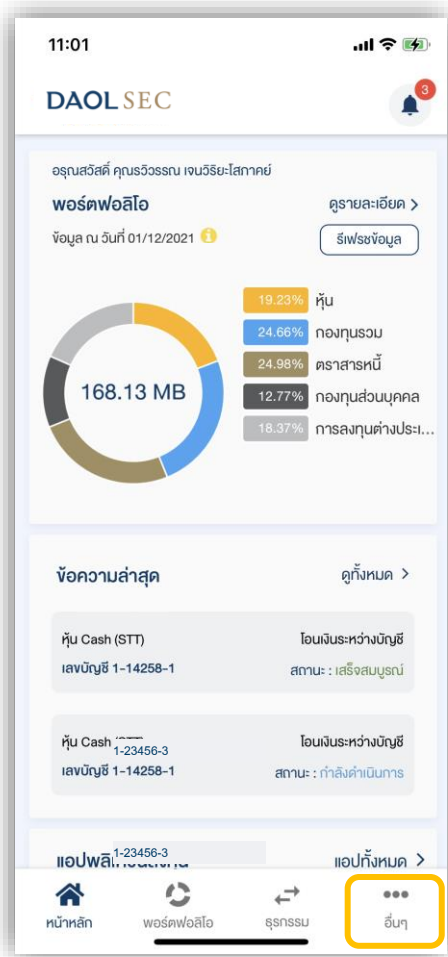 11:01
DAOL SEC
3
อรุณสวัสดิ์ คุณรวิวรรณ เจนวิริยะโสภาคย์
พอร์ตฟอลิโอ
ดูรายละเอียด >
ข้อมูล ณ วันที่ 01/12/2021
รีเฟรชข้อมูล
168.13 MB
19.23% หุ้น
24.66% กองทุนรวม
24.98% ตราสารหนี้
12.77% กองทุนส่วนบุคคล
18.37% การลงทุนต่างประเ...
ข้อความล่าสุด
ดูทั้งหมด >
หุ้น Cash (STT)
โอนเงินระหว่างบัญชี
เลขบัญชี 1-14258-1
สถานะ : เสร็จสมบูรณ์
หุ้น Cash
โอนเงินระหว่างบัญชี
1-23456-3
เลขบัญชี 1-14258-1
สถานะ : กำลังดำเนินการ
1-23456-3
แอปทั้งหมด >
หน้าหลัก
พอร์ตฟอลิโอ
ธุรกรรม
อื่นๆ